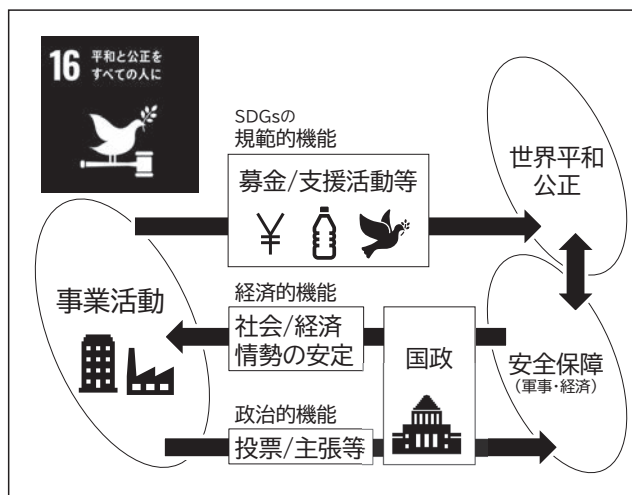 16 平和と公正を
すべての人に
SDGsの
規範的機能
募金/支援活動等
¥
世界平和
公正
事業活動
経済的機能
社会/経済
情勢の安定
国政
安全保障
(軍事・経済)
政治的機能
投票/主張等